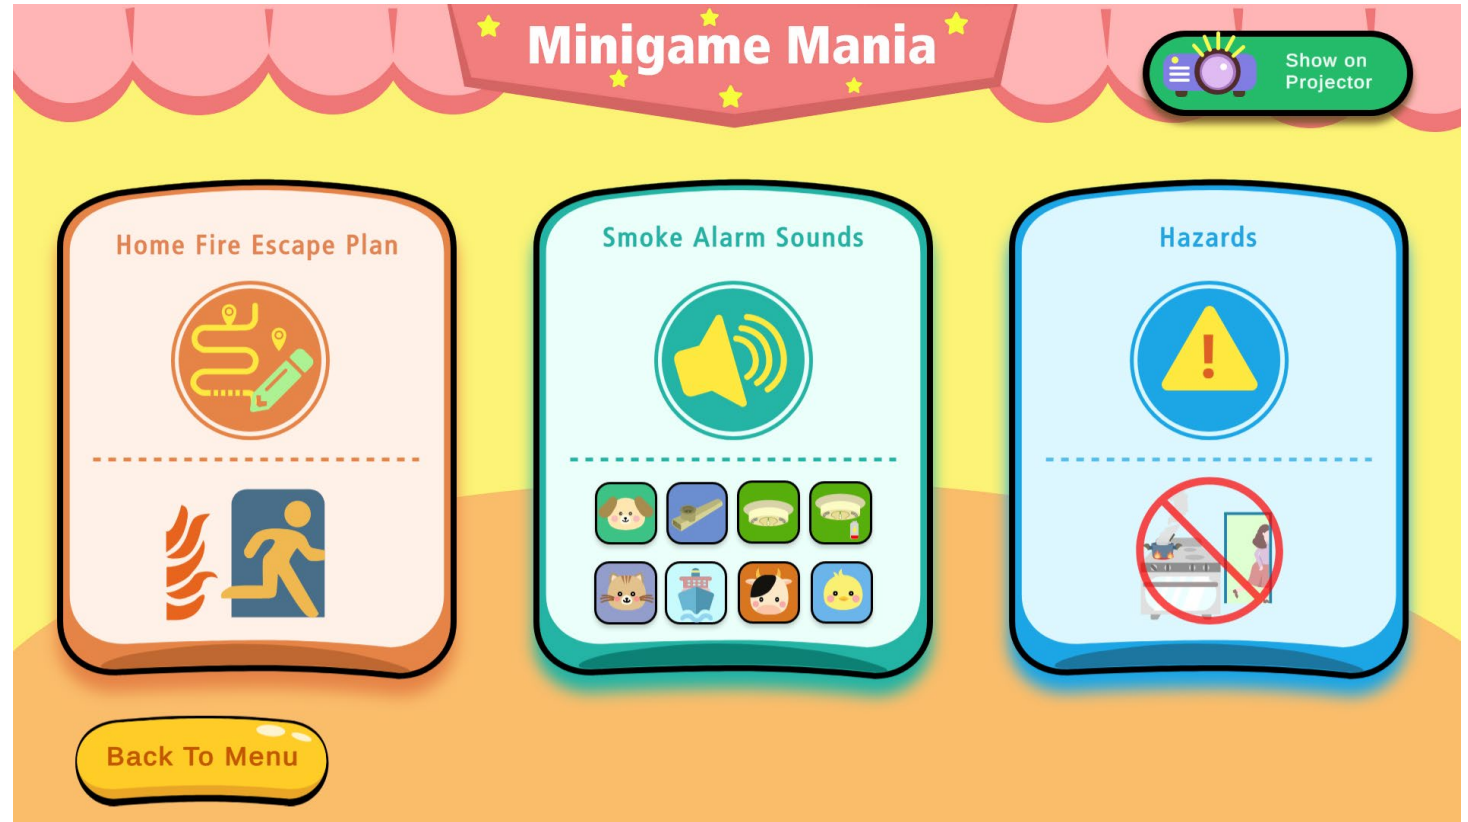 Minigame Mania
Show on
Projector
Home Fire Escape Plan
Smoke Alarm Sounds
Hazards
!
Back To Menu